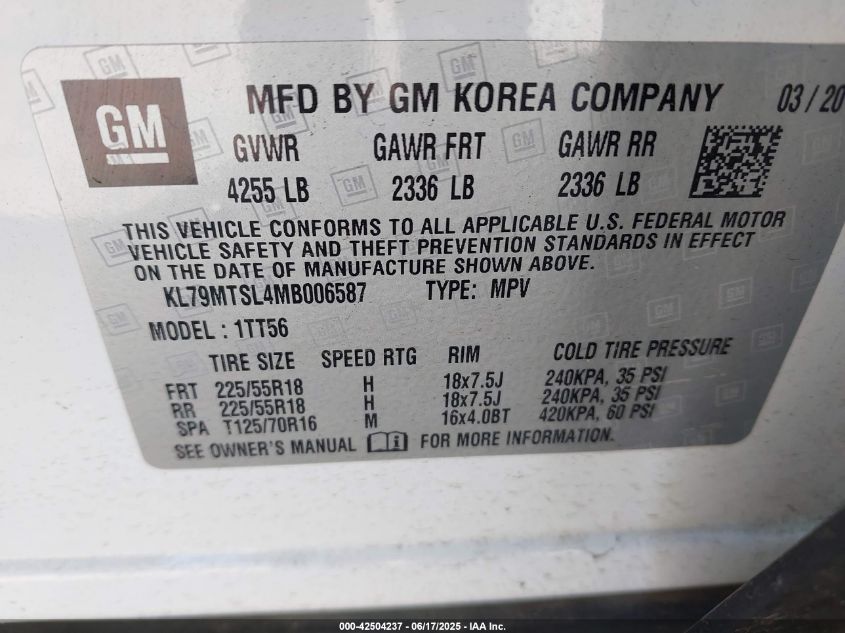 GM
MFD BY GM KOREA COMPANY 03/20
GVWR GAWR FRT GAWR RR
4255 LB 2336 LB 2336 LB
THIS VEHICLE CONFORMS TO ALL APPLICABLE U.S. FEDERAL MOTOR
VEHICLE SAFETY AND THEFT PREVENTION STANDARDS IN EFFECT
ON THE DATE OF MANUFACTURE SHOWN ABOVE.
KL79MTSL4MB006587 TYPE: MPV
MODEL : 1TT56
TIRE SIZE SPEED RTG RIM COLD TIRE PRESSURE
FRT 225/55R18 H 18x7.5J 240KPA, 35 PSI
RR 225/55R18 H 18x7.5J 240KPA, 35 PSI
SPA T125/70R16 M 16x4.0BT 420KPA, 60 PSI
SEE OWNER'S MANUAL i FOR MORE INFORMATION.
000-42504237 - 06/17/2025 - IAA Inc.